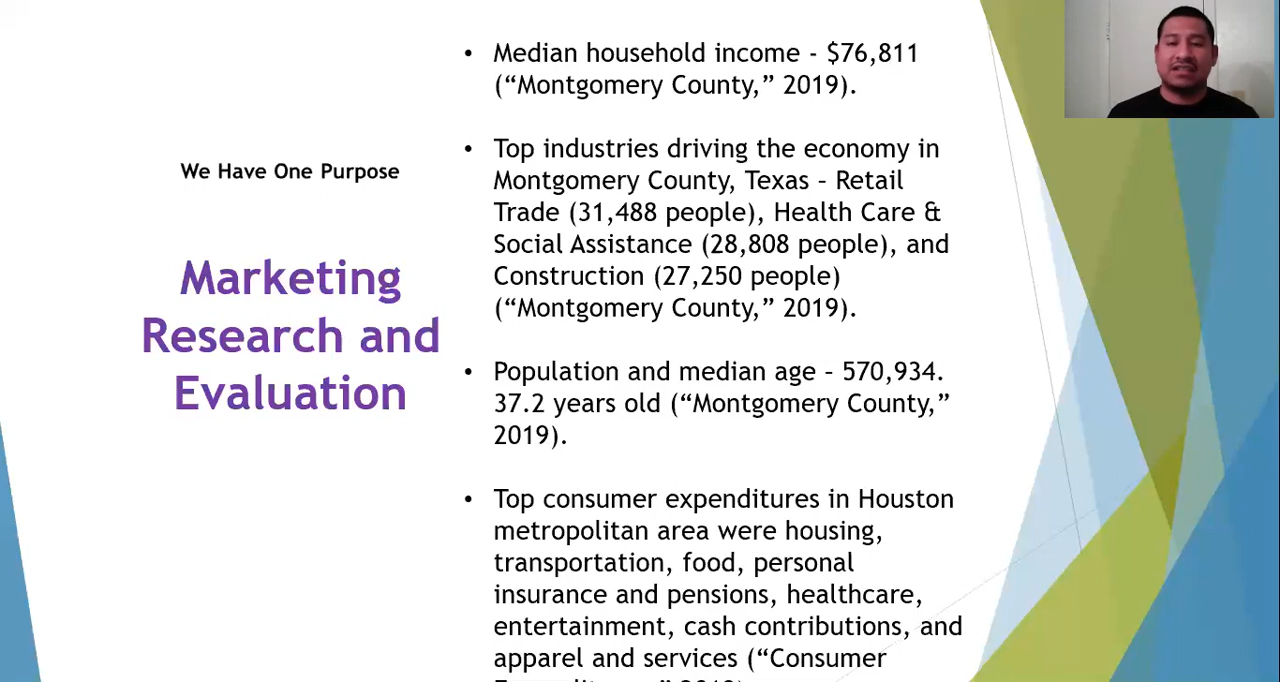 We Have One Purpose
Marketing
Research and
Evaluation
• Median household income - $76,811
(“Montgomery County,” 2019).
• Top industries driving the economy in
Montgomery County, Texas – Retail
Trade (31,488 people), Health Care &
Social Assistance (28,808 people), and
Construction (27,250 people)
(“Montgomery County,” 2019).
• Population and median age – 570,934.
37.2 years old (“Montgomery County,”
2019).
• Top consumer expenditures in Houston
metropolitan area were housing,
transportation, food, personal
insurance and pensions, healthcare,
entertainment, cash contributions, and
apparel and services (“Consumer